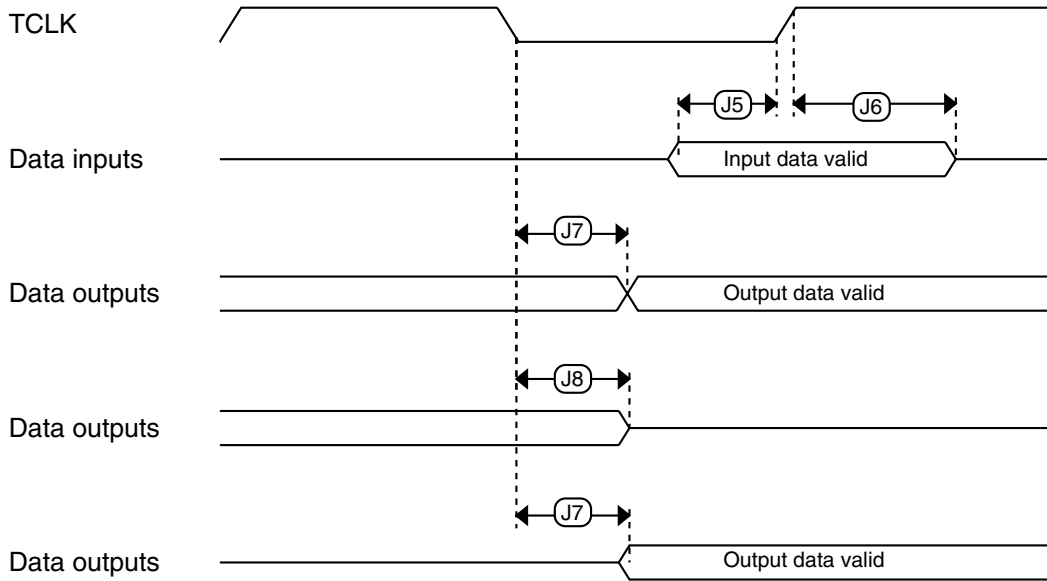 TCLK
J5
J6
Data inputs
Input data valid
J7
Data outputs
Output data valid
J8
Data outputs
J7
Data outputs
Output data valid